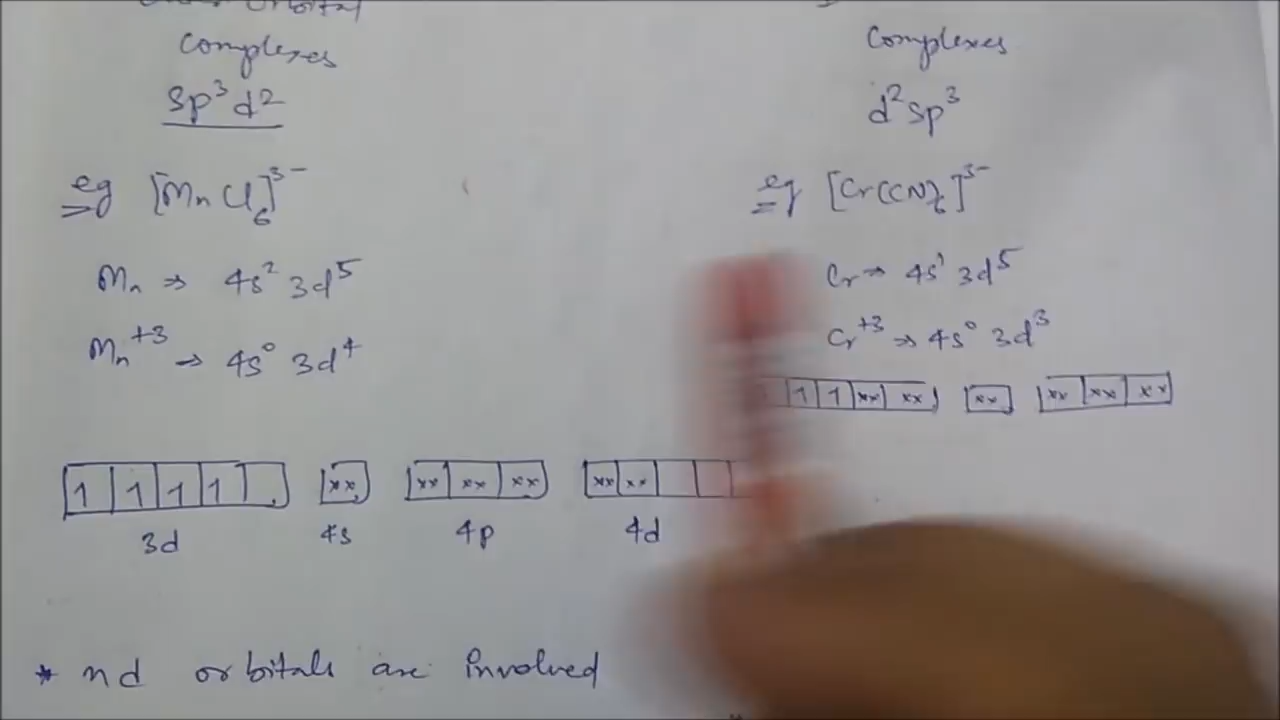 orbital
complexes
sp³d²
eg [MnCl₆]³⁻
Mn ⇒ 4s² 3d⁵
Mn⁺³ → 4s⁰ 3d⁴
1 1 1 1 xx xx xx xx xx xx
3d 4s 4p 4d
* nd orbitals are involved
complexes
d²sp³
eg [Cr(CN)₆]³⁻
Cr → 4s¹ 3d⁵
Cr⁺³ ⇒ 4s⁰ 3d³
1 1 xx xx xx xx xx xx